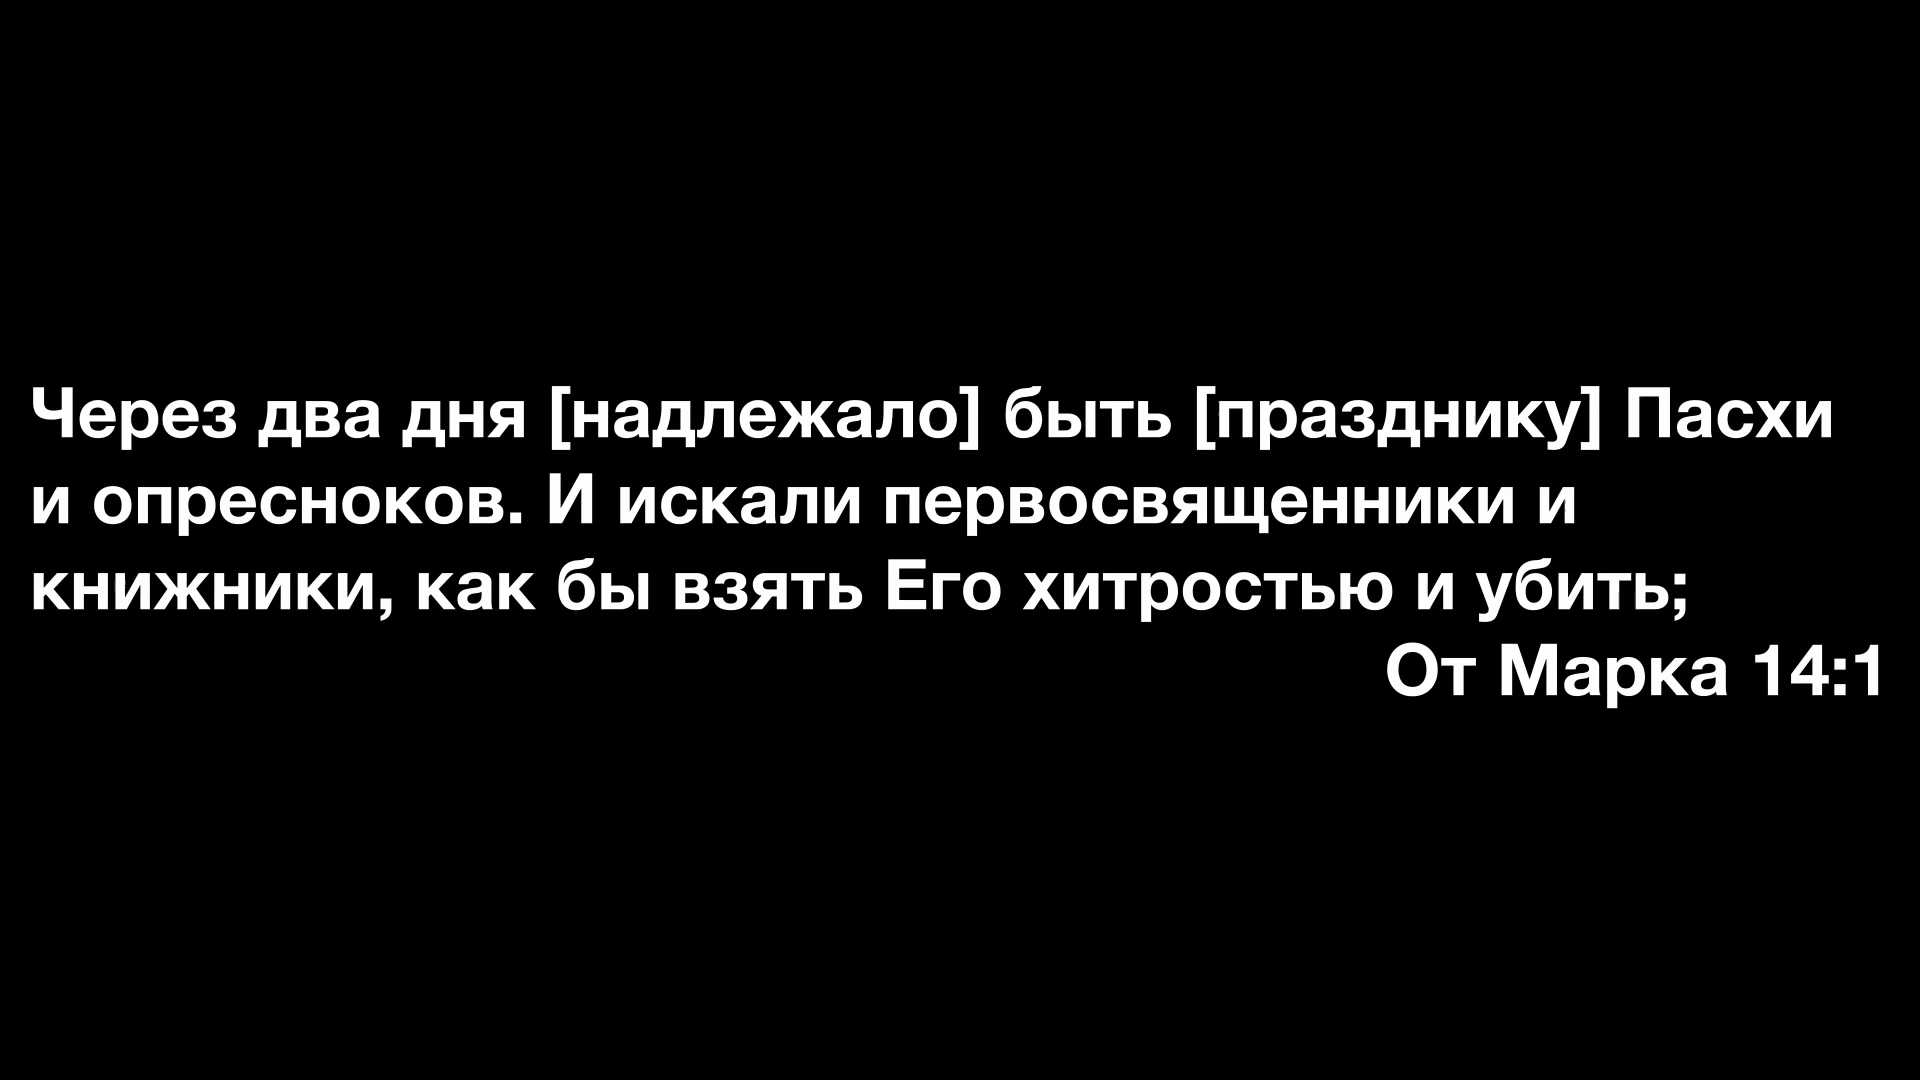 Через два дня [надлежало] быть [празднику] Пасхи
и опресноков. И искали первосвященники и
книжники, как бы взять Его хитростью и убить;
От Марка 14:1